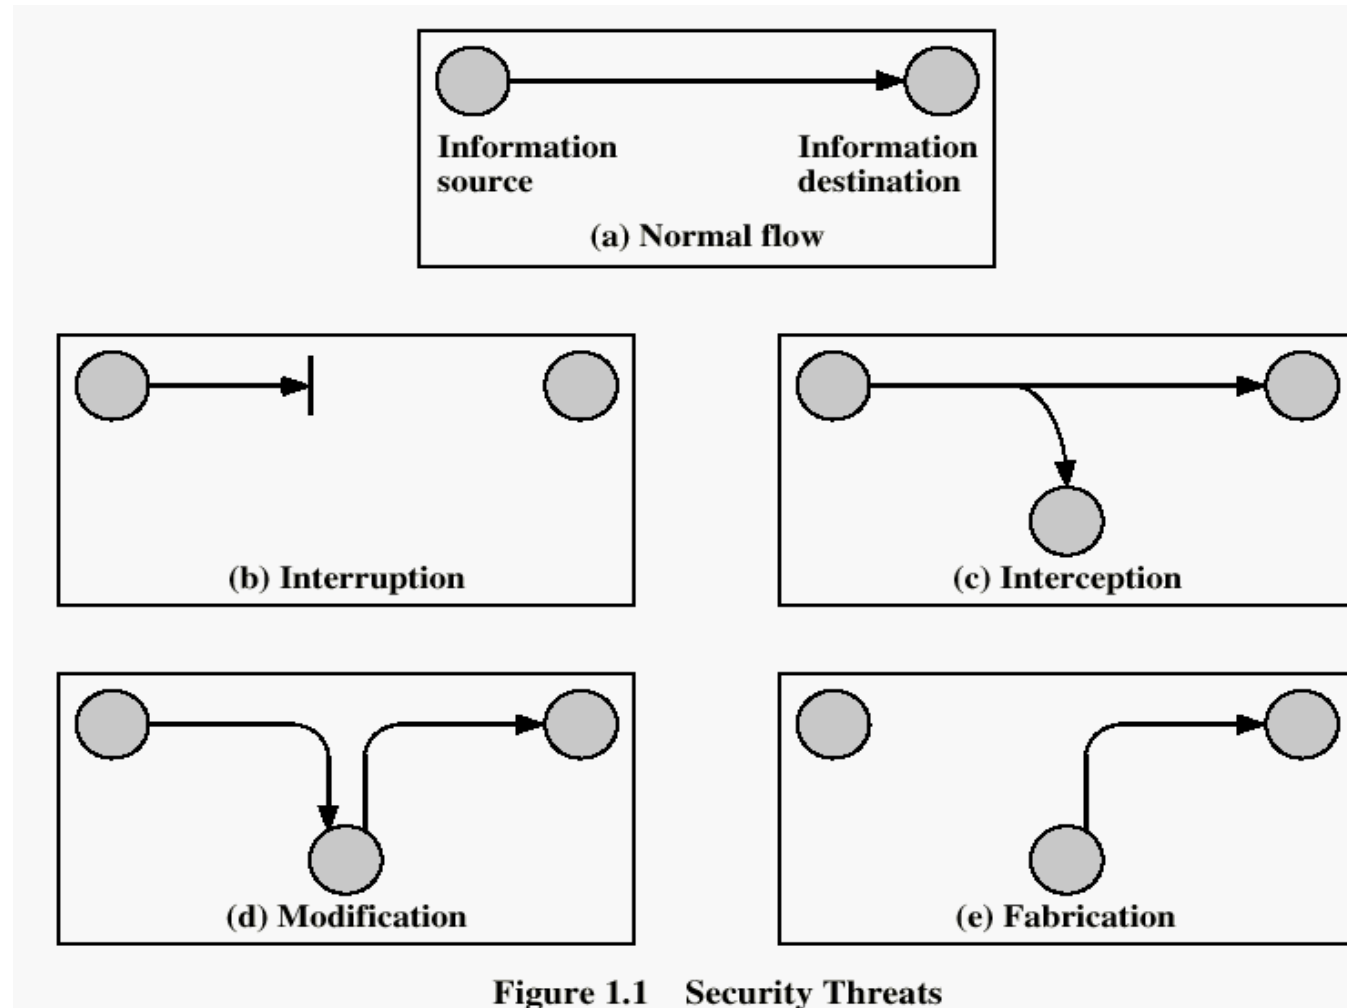 Information
source
Information
destination
(a) Normal flow
(b) Interruption
(c) Interception
(d) Modification
(e) Fabrication
Figure 1.1 Security Threats